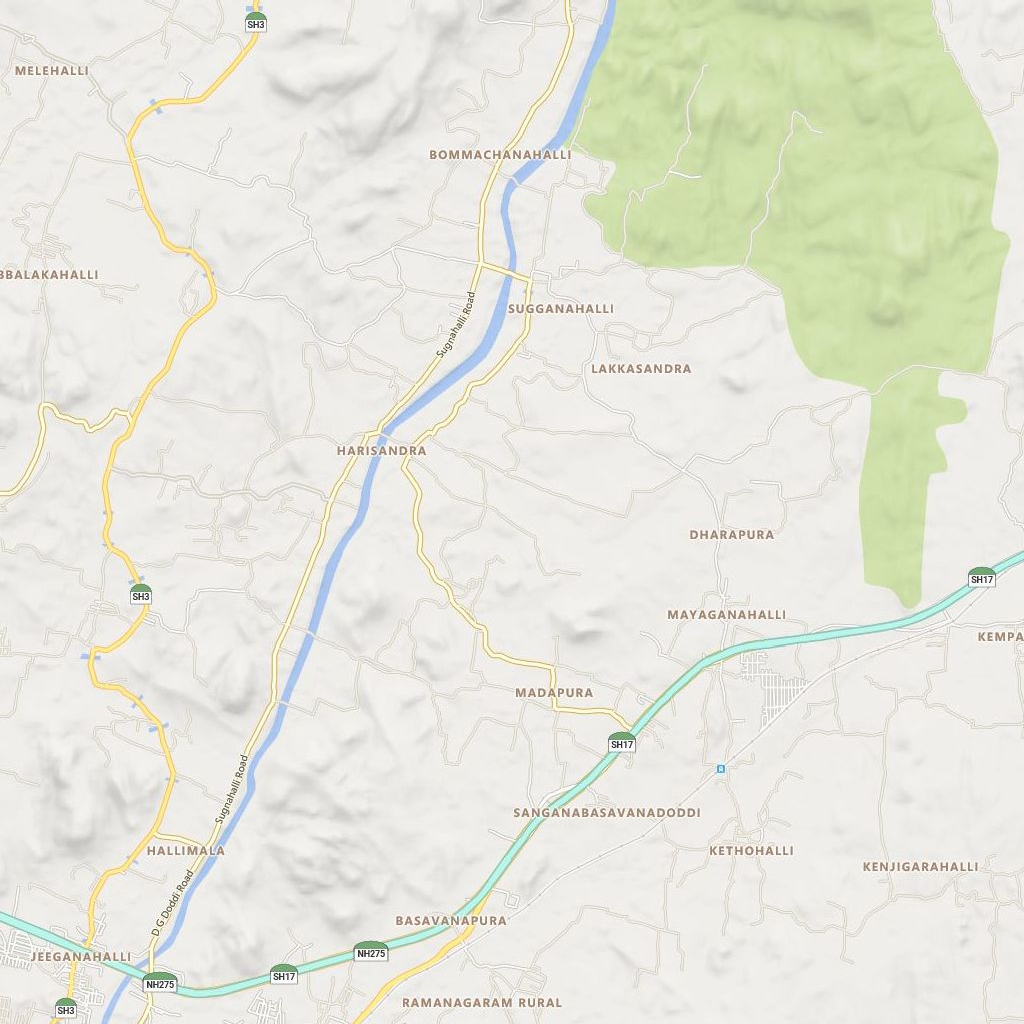 SH3
MELEHALLI
BOMMACHANAHALLI
BBALAKAHALLI
SUGGANAHALLI
Sugnahalli Road
LAKKASANDRA
HARISANDRA
DHARAPURA
SH17
SH3
MAYAGANAHALLI
KEMPA
MADAPURA
SH17
R
Sugnahalli Road
SANGANABASAVANADODDI
HALLIMALA
KETHOHALLI
KENJIGARAHALLI
D G Doddi Road
BASAVANAPURA
JEEGANAHALLI
NH275
SH17
NH275
RAMANAGARAM RURAL
SH3